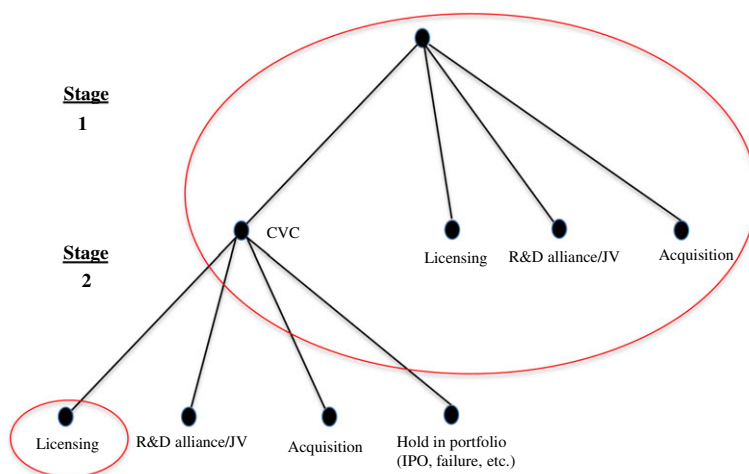 Stage
1
CVC
Licensing
R&D alliance/JV
Acquisition
Stage
2
Licensing
R&D alliance/JV
Acquisition
Hold in portfolio
(IPO, failure, etc.)